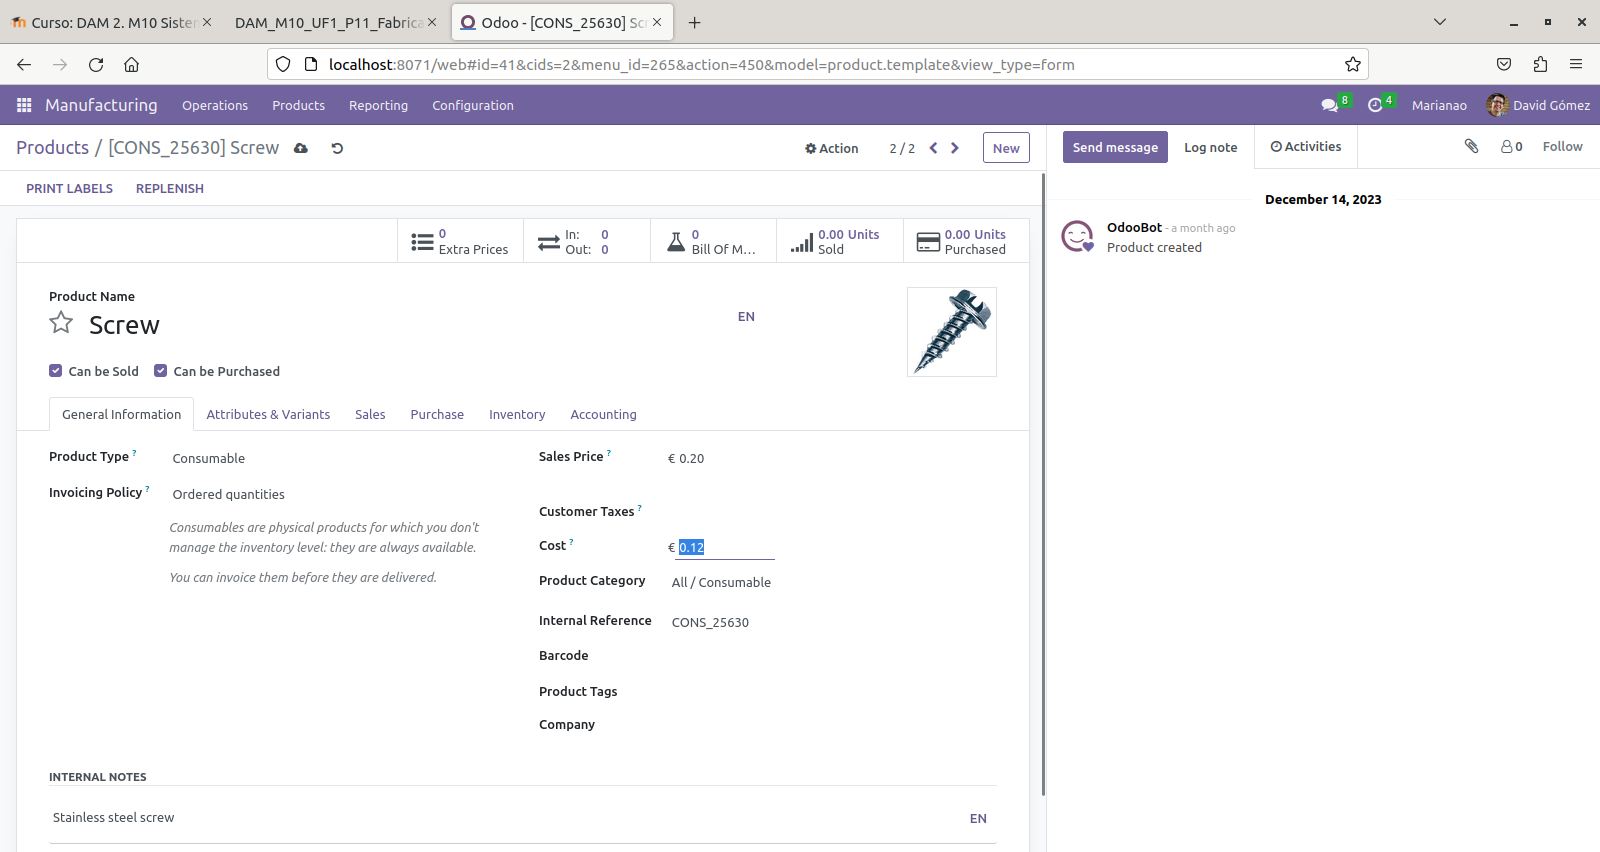 Curso: DAM 2. M10 Sister
DAM_M10_UF1_P11_Fabrica
Odoo - [CONS_25630] Scr
localhost:8071/web#id=41&cids=2&menu_id=265&action=450&model=product.template&view_type=form
Manufacturing Operations Products Reporting Configuration 8 4 Marianao David Gómez
Products / [CONS_25630] Screw Action 2 / 2 New
Send message Log note Activities 0 Follow
PRINT LABELS REPLENISH
0
Extra Prices
In: 0
Out: 0
0
Bill Of M...
0.00 Units
Sold
0.00 Units
Purchased
December 14, 2023
OdooBot - a month ago
Product created
Product Name
Screw
EN
Can be Sold Can be Purchased
General Information Attributes & Variants Sales Purchase Inventory Accounting
Product Type ? Consumable
Invoicing Policy ? Ordered quantities
Consumables are physical products for which you don't
manage the inventory level: they are always available.
You can invoice them before they are delivered.
Sales Price ? € 0.20
Customer Taxes ?
Cost ? € 0.12
Product Category All / Consumable
Internal Reference CONS_25630
Barcode
Product Tags
Company
INTERNAL NOTES
Stainless steel screw EN